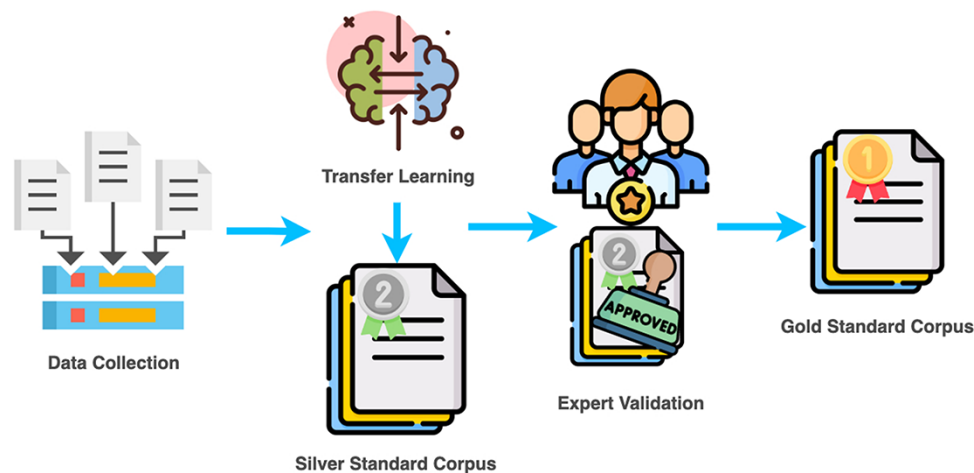 Transfer Learning
Data Collection
2
Silver Standard Corpus
2
APPROVED
Expert Validation
1
Gold Standard Corpus